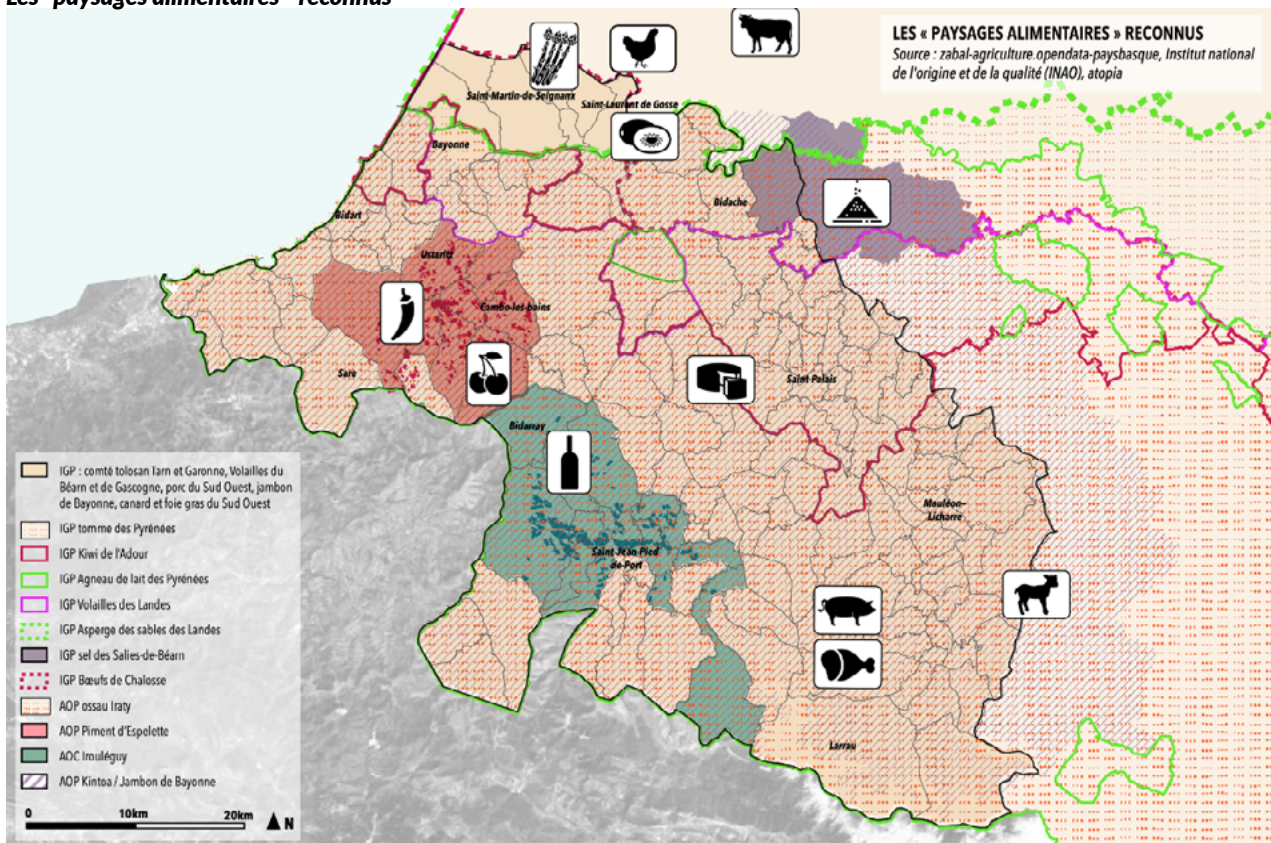 Les "paysages alimentaires" reconnus
LES « PAYSAGES ALIMENTAIRES » RECONNUS
Source : zabal-agriculture.opendata-paysbasque, Institut national
de l'origine et de la qualité (INAO), atopia
Saint-Martin-de-Seignanx
Saint-Laurent de Gosse
Bayonne
Bidache
Bidart
Ustaritz
Cambo-les-bains
Sare
Saint-Palais
Bidarray
Mauléon-
Licharre
Saint Jean Pied
de-Port
Larrau
IGP : comté tolosan Tarn et Garonne, Volailles du
Béarn et de Gascogne, porc du Sud Ouest, jambon
de Bayonne, canard et foie gras du Sud Ouest
IGP tomme des Pyrénées
IGP Kiwi de l'Adour
IGP Agneau de lait des Pyrénées
IGP Volailles des Landes
IGP Asperge des sables des Landes
IGP sel des Salies-de-Béarn
IGP Bœufs de Chalosse
AOP ossau Iraty
AOP Piment d'Espelette
AOC Irouléguy
AOP Kintoa / Jambon de Bayonne
0 10km 20km
N